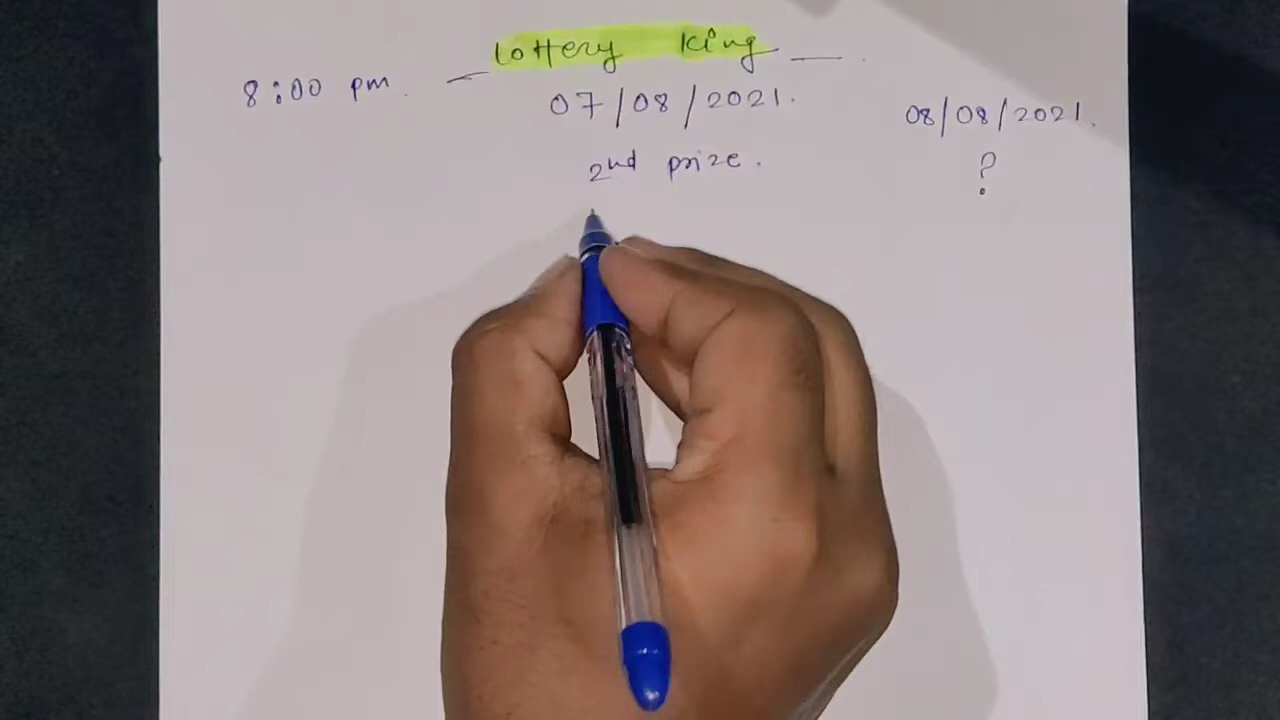 Lottery King
8:00 pm.
07/08/2021.
08/08/2021.
2nd prize.
?